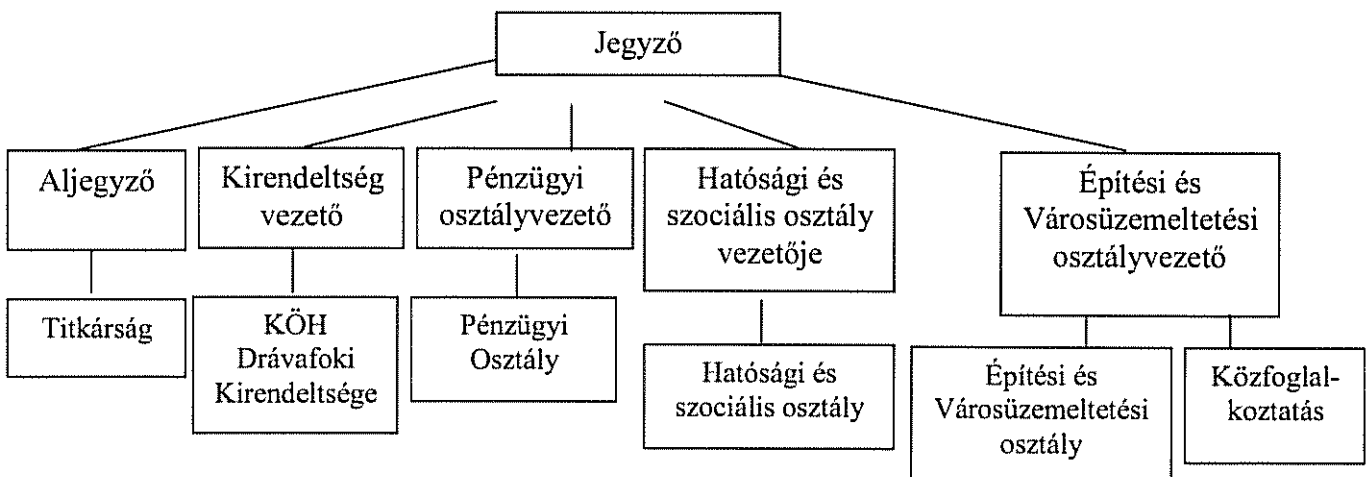 Jegyző
Aljegyző
Kirendeltség
vezető
Pénzügyi
osztályvezető
Hatósági és
szociális osztály
vezetője
Építési és
Városüzemeltetési
osztályvezető
Titkárság
KÖH
Drávafoki
Kirendeltsége
Pénzügyi
Osztály
Hatósági és
szociális osztály
Építési és
Városüzemeltetési
osztály
Közfoglal-
koztatás